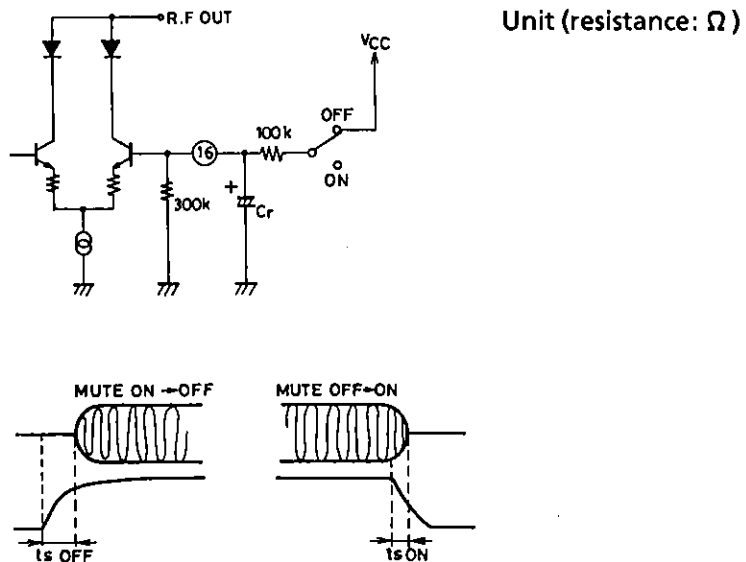 R.F OUT
Unit (resistance: Ω)
VCC
OFF
100k
16
ON
300k
+
Cr
MUTE ON → OFF
MUTE OFF → ON
ts OFF
ts ON